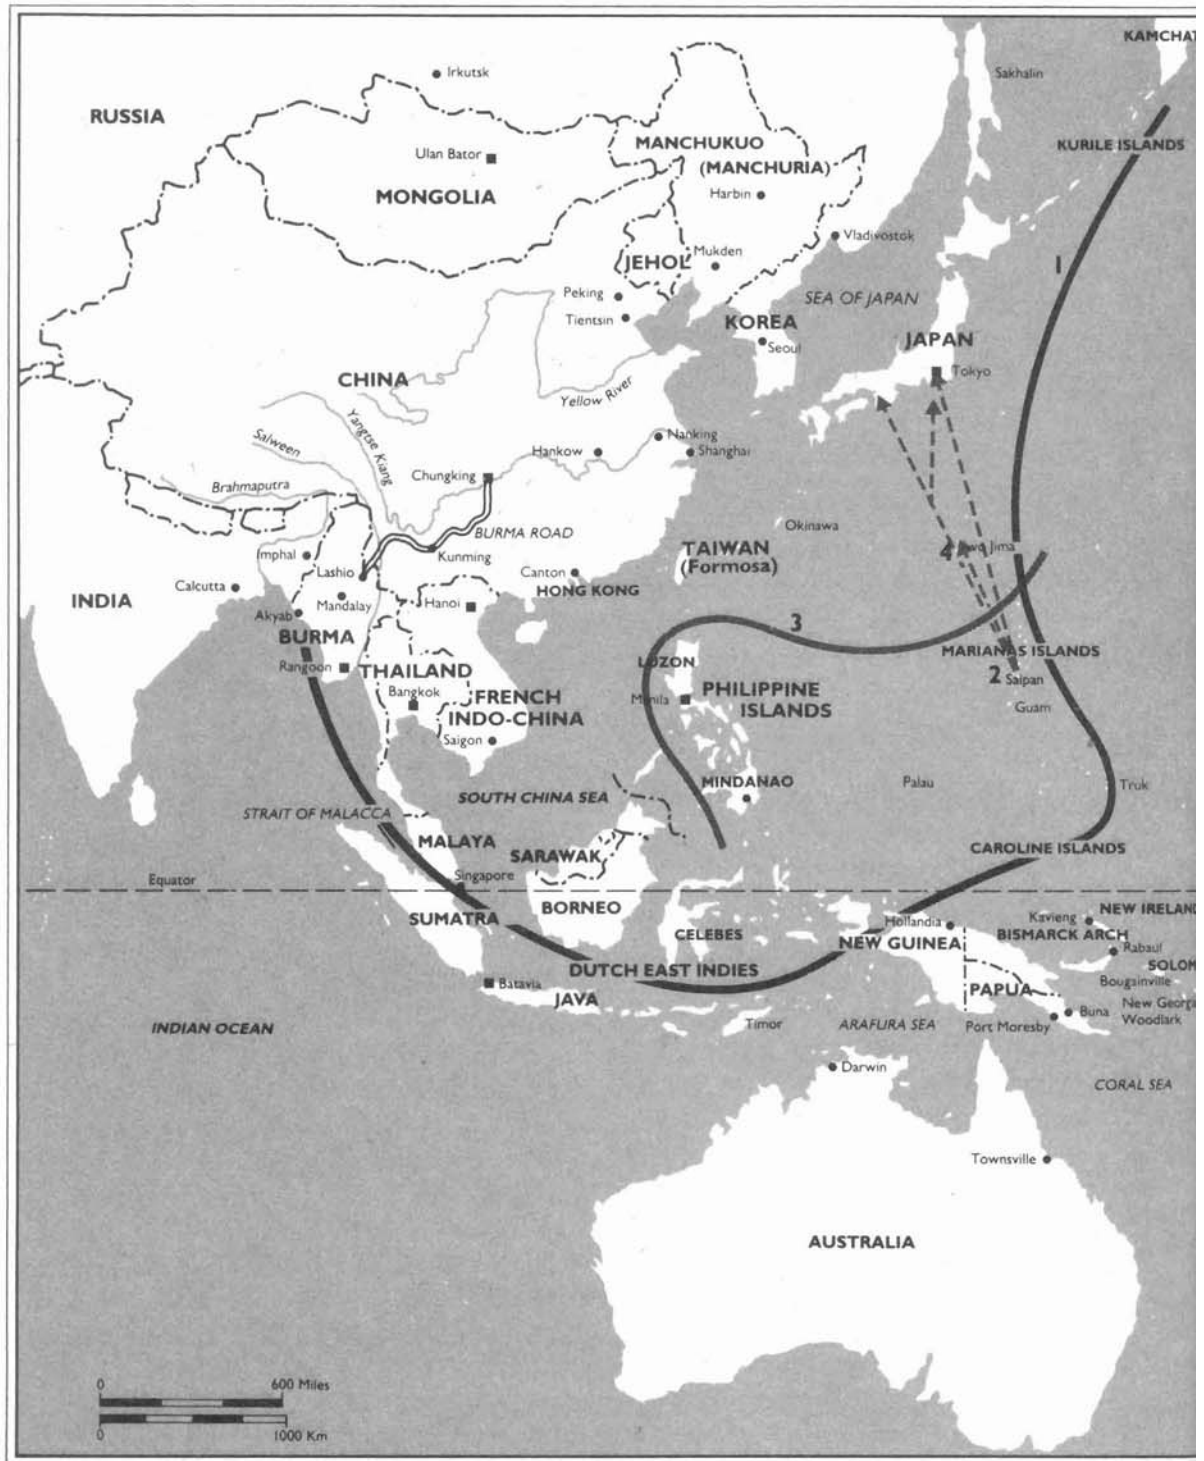 KAMCHAT
Irkutsk
Sakhalin
RUSSIA
MANCHUKUO
(MANCHURIA)
KURILE ISLANDS
Ulan Bator
MONGOLIA
Harbin
Vladivostok
Mukden
JEHOL
1
Peking
SEA OF JAPAN
Tientsin
KOREA
JAPAN
Seoul
Tokyo
CHINA
Yellow River
Yangtse Kiang
Salween
Nanking
Hankow
Shanghai
Chungking
Brahmaputra
Okinawa
BURMA ROAD
Imphal
Kunming
TAIWAN
(Formosa)
4
Iwo Jima
Lashio
Canton
HONG KONG
Calcutta
INDIA
Mandalay
Hanoi
Akyab
BURMA
3
MARIANAS ISLANDS
LUZON
Rangoon
THAILAND
2
Saipan
Bangkok
FRENCH
INDO-CHINA
Manila
PHILIPPINE
ISLANDS
Guam
Saigon
MINDANAO
Palau
Truk
SOUTH CHINA SEA
STRAIT OF MALACCA
MALAYA
SARAWAK
CAROLINE ISLANDS
Equator
Singapore
BORNEO
SUMATRA
NEW IRELAND
Kavieng
Hollandia
BISMARCK ARCH
CELEBES
NEW GUINEA
Rabaul
SOLOM
DUTCH EAST INDIES
Batavia
PAPUA
Bougainville
JAVA
New Georgia
Buna
Woodlark
INDIAN OCEAN
Timor
ARAFURA SEA
Port Moresby
Darwin
CORAL SEA
Townsville
AUSTRALIA
0
600 Miles
0
1000 Km